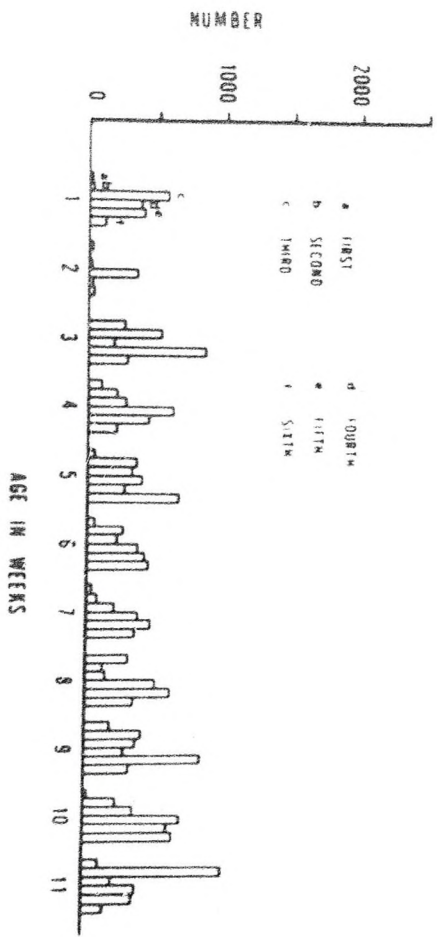 NUMBER
2000
1000
0
a FIRST
b SECOND
c THIRD
d FOURTH
e FIFTH
f SIXTH
a b c d e f
1 2 3 4 5 6 7 8 9 10 11
AGE IN WEEKS